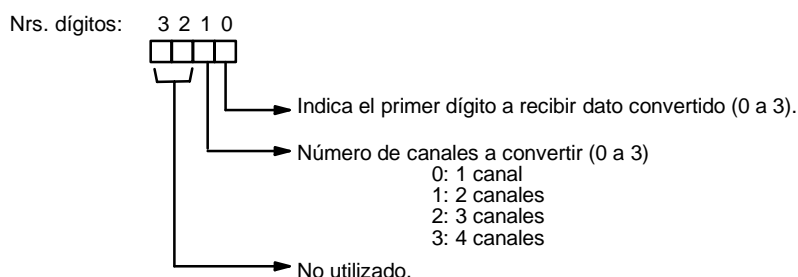 Nrs. dígitos: 3 2 1 0
Indica el primer dígito a recibir dato convertido (0 a 3).
Número de canales a convertir (0 a 3)
0: 1 canal
1: 2 canales
2: 3 canales
3: 4 canales
No utilizado.